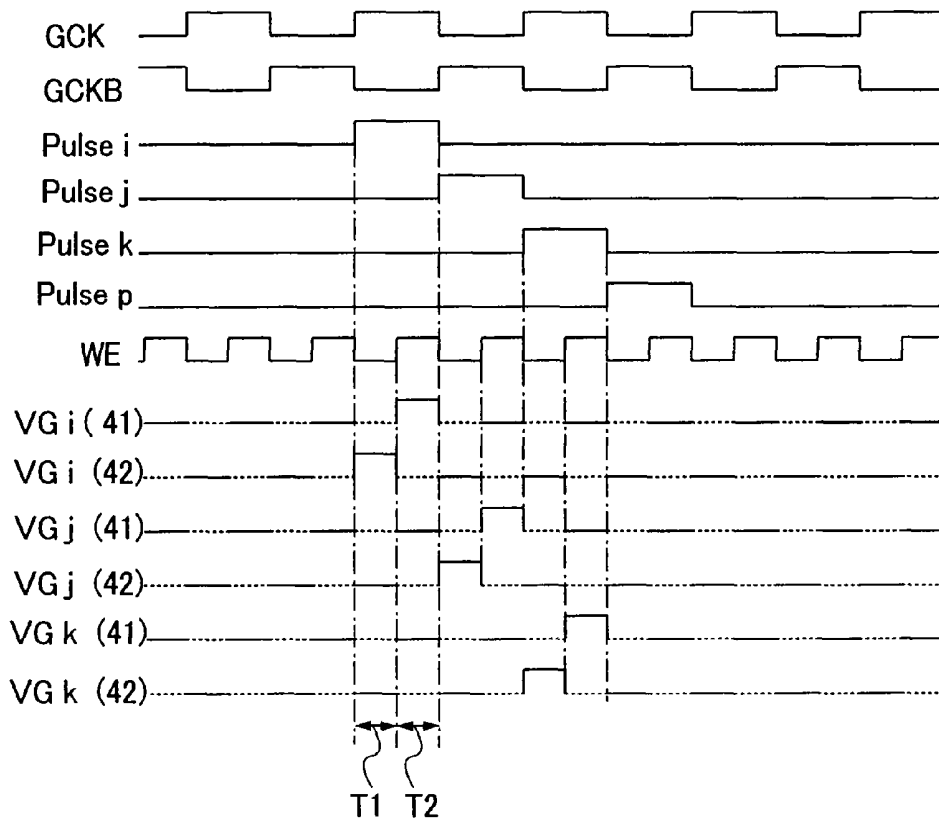 GCK
GCKB
Pulse i
Pulse j
Pulse k
Pulse p
WE
VG i (41)
VG i (42)
VG j (41)
VG j (42)
VG k (41)
VG k (42)
T1 T2